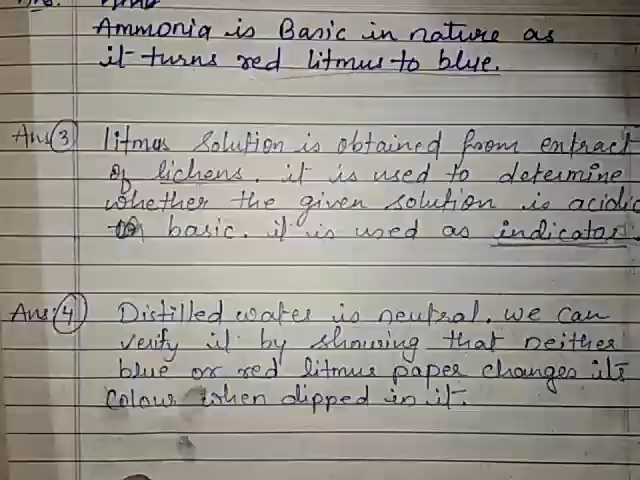 Ans.
Ammonia is Basic in nature as
it turns red litmus to blue.
Ans (3) litmus solution is obtained from extract
of lichens. it is used to determine
whether the given solution is acidic
or basic. it is used as indicator.
Ans: (4) Distilled water is neutral. we can
verify it by showing that neither
blue or red litmus paper changes its
colour when dipped in it.